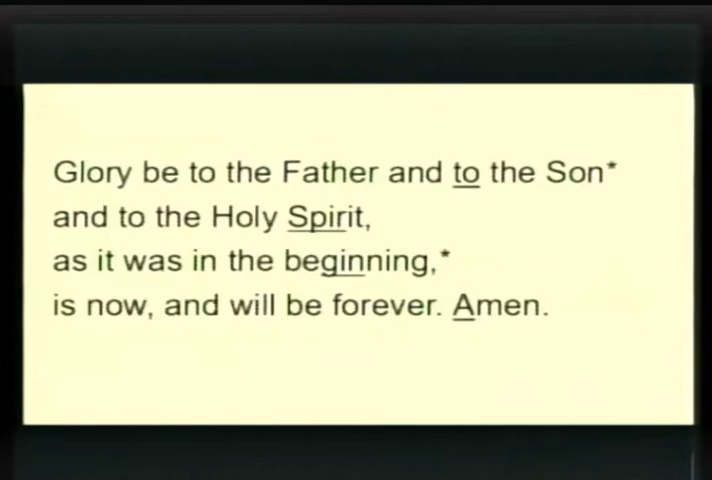 Glory be to the Father and to the Son*
and to the Holy Spirit,
as it was in the beginning,*
is now, and will be forever. Amen.